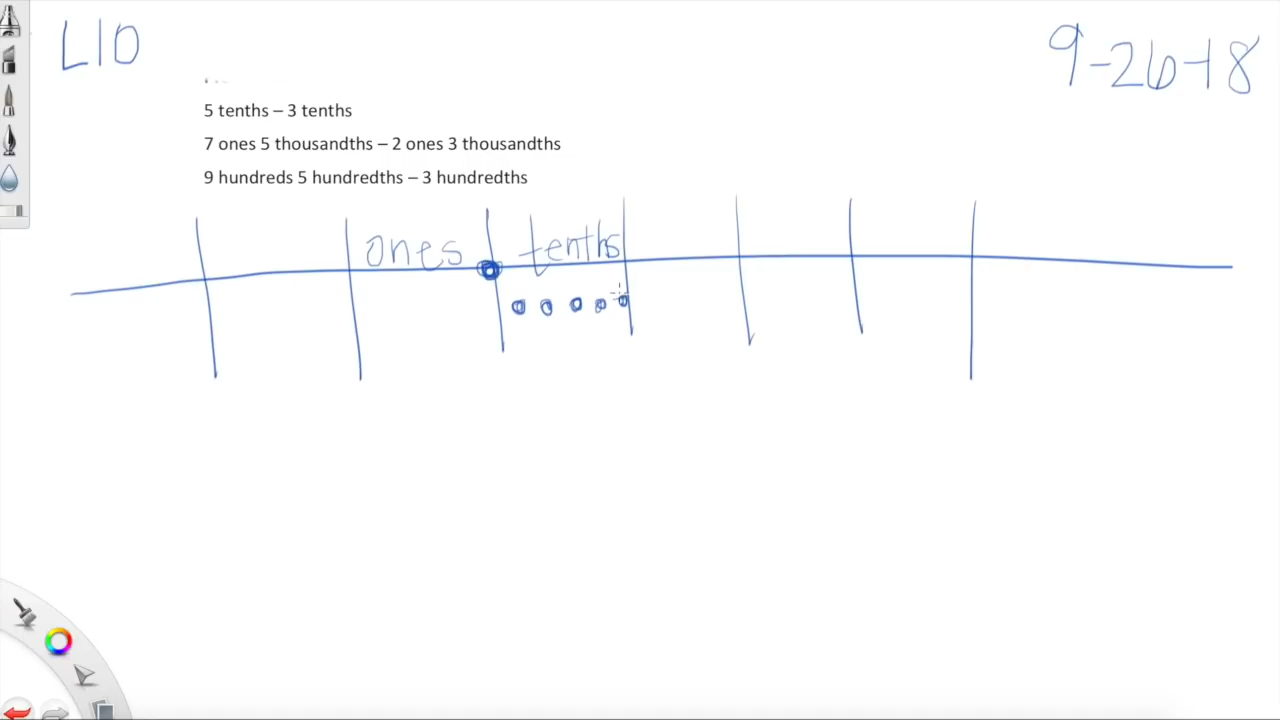 L10
9-26-18
5 tenths – 3 tenths
7 ones 5 thousandths – 2 ones 3 thousandths
9 hundreds 5 hundredths – 3 hundredths
ones tenths